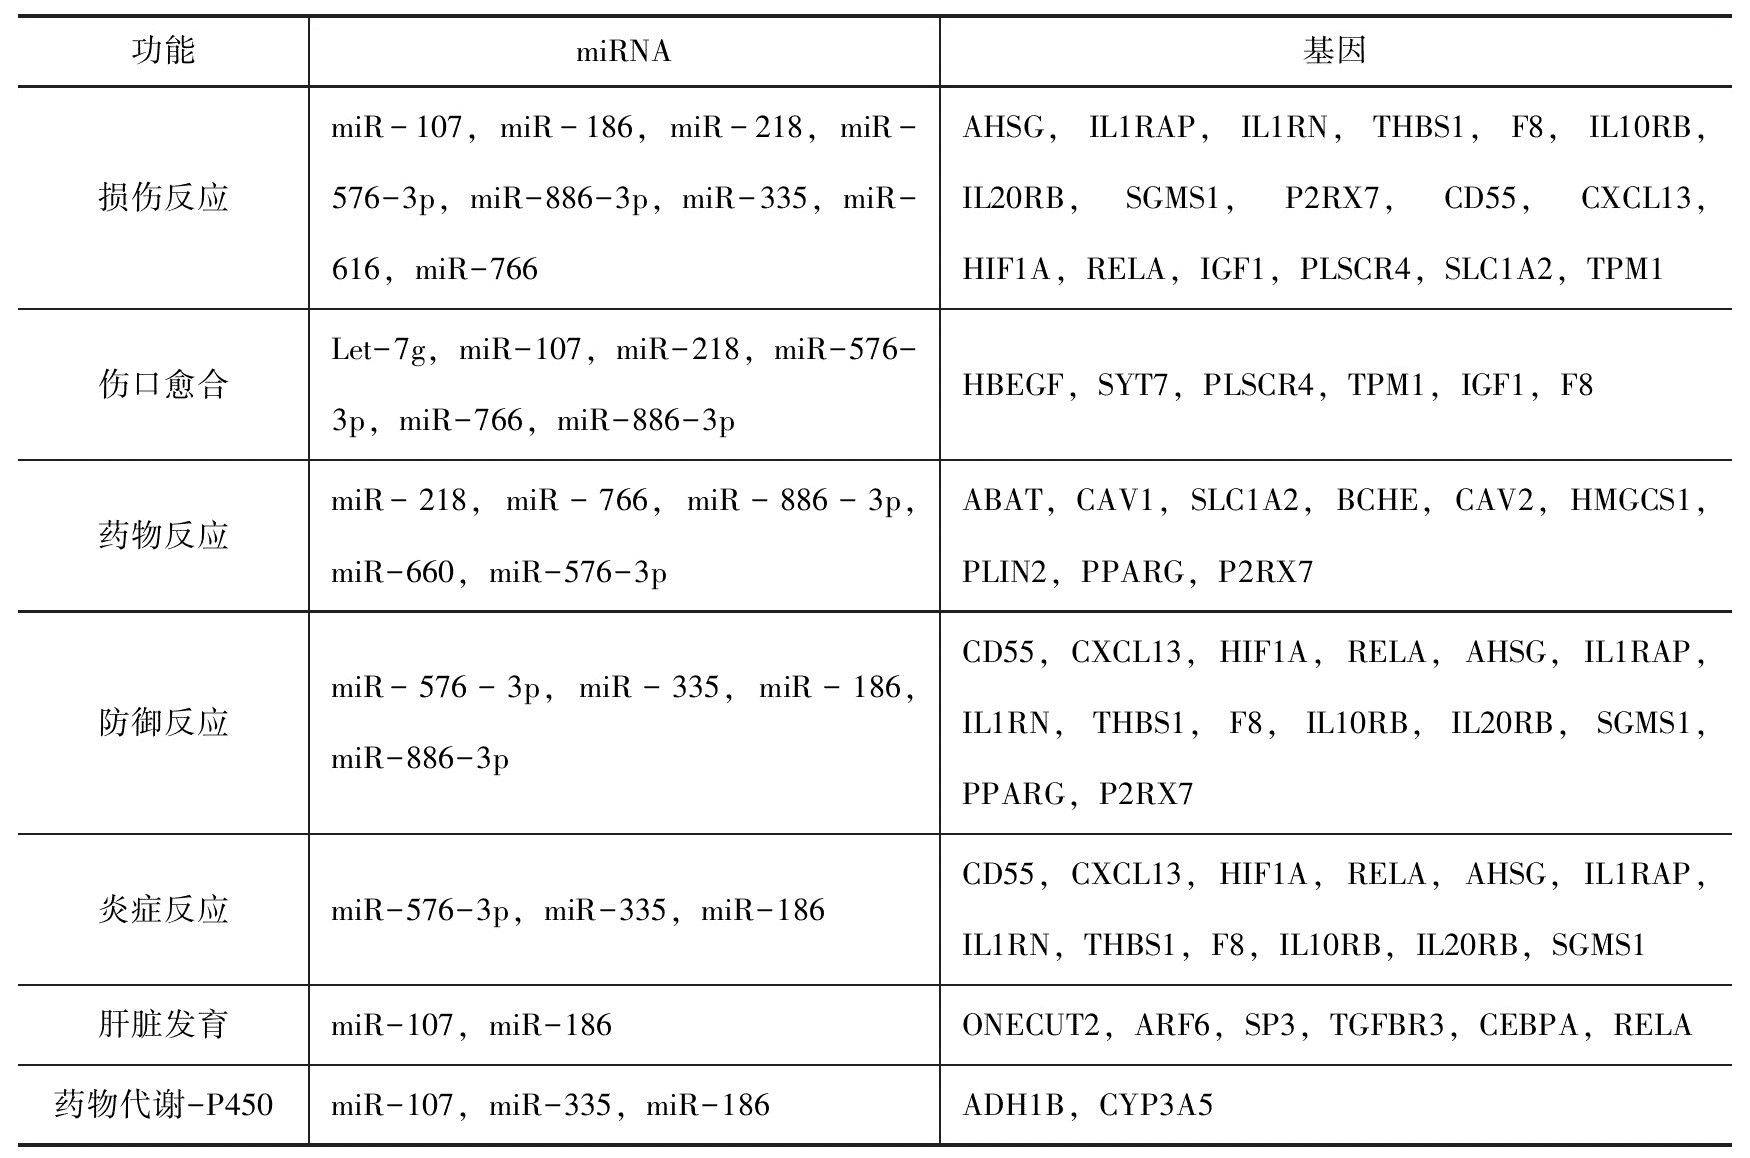 功能 miRNA 基因
miR-107, miR-186, miR-218, miR- AHSG, IL1RAP, IL1RN, THBS1, F8, IL10RB,
损伤反应 576-3p, miR-886-3p, miR-335, miR- IL20RB, SGMS1, P2RX7, CD55, CXCL13,
616, miR-766 HIF1A, RELA, IGF1, PLSCR4, SLC1A2, TPM1
Let-7g, miR-107, miR-218, miR-576-
伤口愈合 HBEGF, SYT7, PLSCR4, TPM1, IGF1, F8
3p, miR-766, miR-886-3p
miR-218, miR-766, miR-886-3p, ABAT, CAV1, SLC1A2, BCHE, CAV2, HMGCS1,
药物反应
miR-660, miR-576-3p PLIN2, PPARG, P2RX7
CD55, CXCL13, HIF1A, RELA, AHSG, IL1RAP,
miR-576-3p, miR-335, miR-186,
防御反应 IL1RN, THBS1, F8, IL10RB, IL20RB, SGMS1,
miR-886-3p
PPARG, P2RX7
CD55, CXCL13, HIF1A, RELA, AHSG, IL1RAP,
炎症反应 miR-576-3p, miR-335, miR-186
IL1RN, THBS1, F8, IL10RB, IL20RB, SGMS1
肝脏发育 miR-107, miR-186 ONECUT2, ARF6, SP3, TGFBR3, CEBPA, RELA
药物代谢-P450 miR-107, miR-335, miR-186 ADH1B, CYP3A5